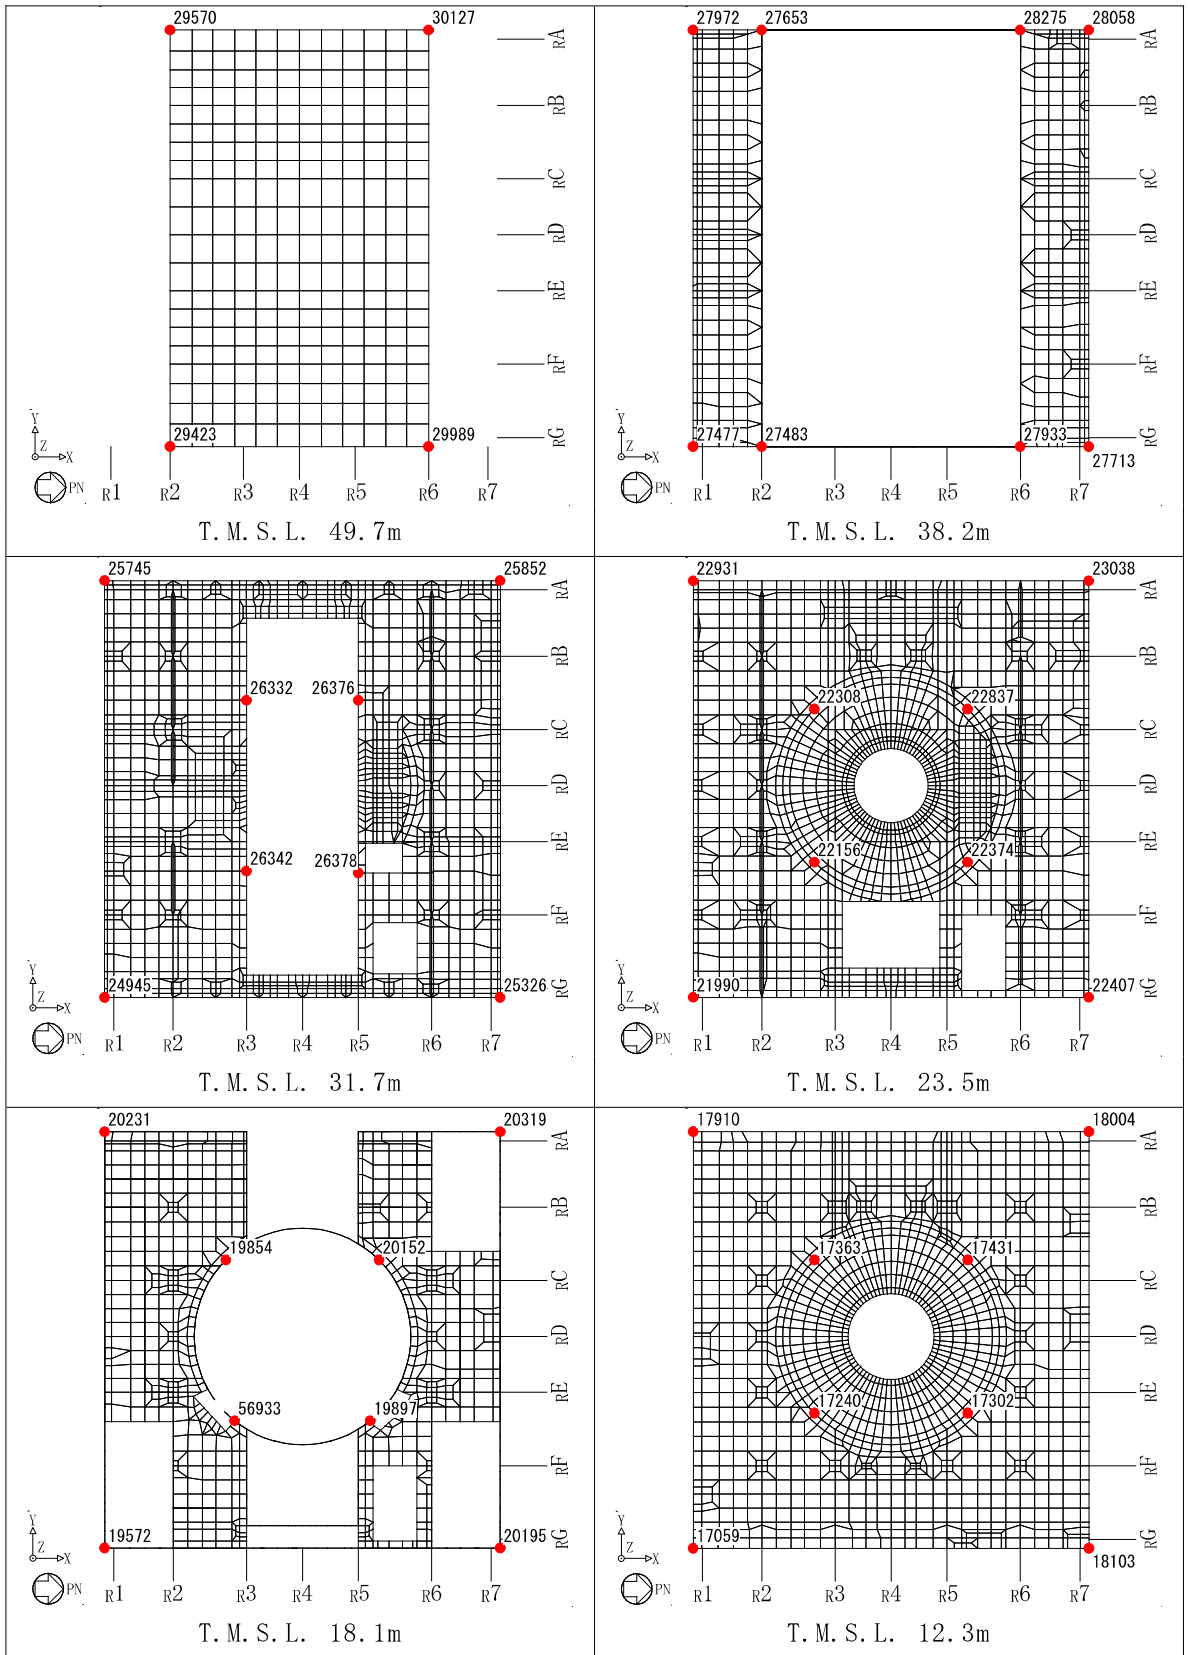 29570 30127
RA
RB
RC
RD
RE
RF
RG
29423 29989
Y
Z X
PN
R1 R2 R3 R4 R5 R6 R7
T.M.S.L. 49.7m
27972 27653 28275 28058
RA
RB
RC
RD
RE
RF
RG
27477 27483 27933
27713
Y
Z X
PN
R1 R2 R3 R4 R5 R6 R7
T.M.S.L. 38.2m
25745 25852
RA
RB
26332 26376
RC
RD
RE
26342 26378
RF
RG
24945 25326
Y
Z X
PN
R1 R2 R3 R4 R5 R6 R7
T.M.S.L. 31.7m
22931 23038
RA
RB
22308 22837
RC
RD
RE
22156 22374
RF
RG
21990 22407
Y
Z X
PN
R1 R2 R3 R4 R5 R6 R7
T.M.S.L. 23.5m
20231 20319
RA
RB
19854 20152
RC
RD
RE
56933 19897
RF
RG
19572 20195
Y
Z X
PN
R1 R2 R3 R4 R5 R6 R7
T.M.S.L. 18.1m
17910 18004
RA
RB
17363 17431
RC
RD
RE
17240 17302
RF
RG
17059
18103
Y
Z X
PN
R1 R2 R3 R4 R5 R6 R7
T.M.S.L. 12.3m